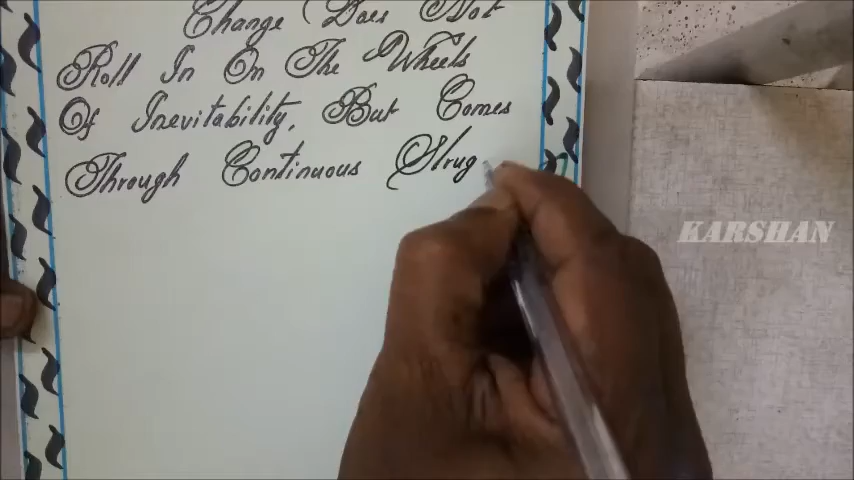 Change Does Not
Roll In On The Wheels
Of Inevitability, But Comes
Through Continuous Strug
KARSHAN